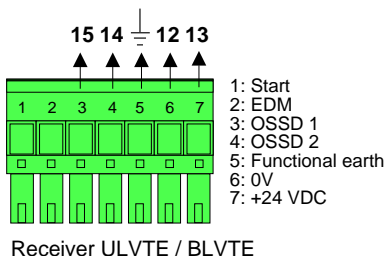 15 14 12 13
1 2 3 4 5 6 7
1: Start
2: EDM
3: OSSD 1
4: OSSD 2
5: Functional earth
6: 0V
7: +24 VDC
Receiver ULVTE / BLVTE